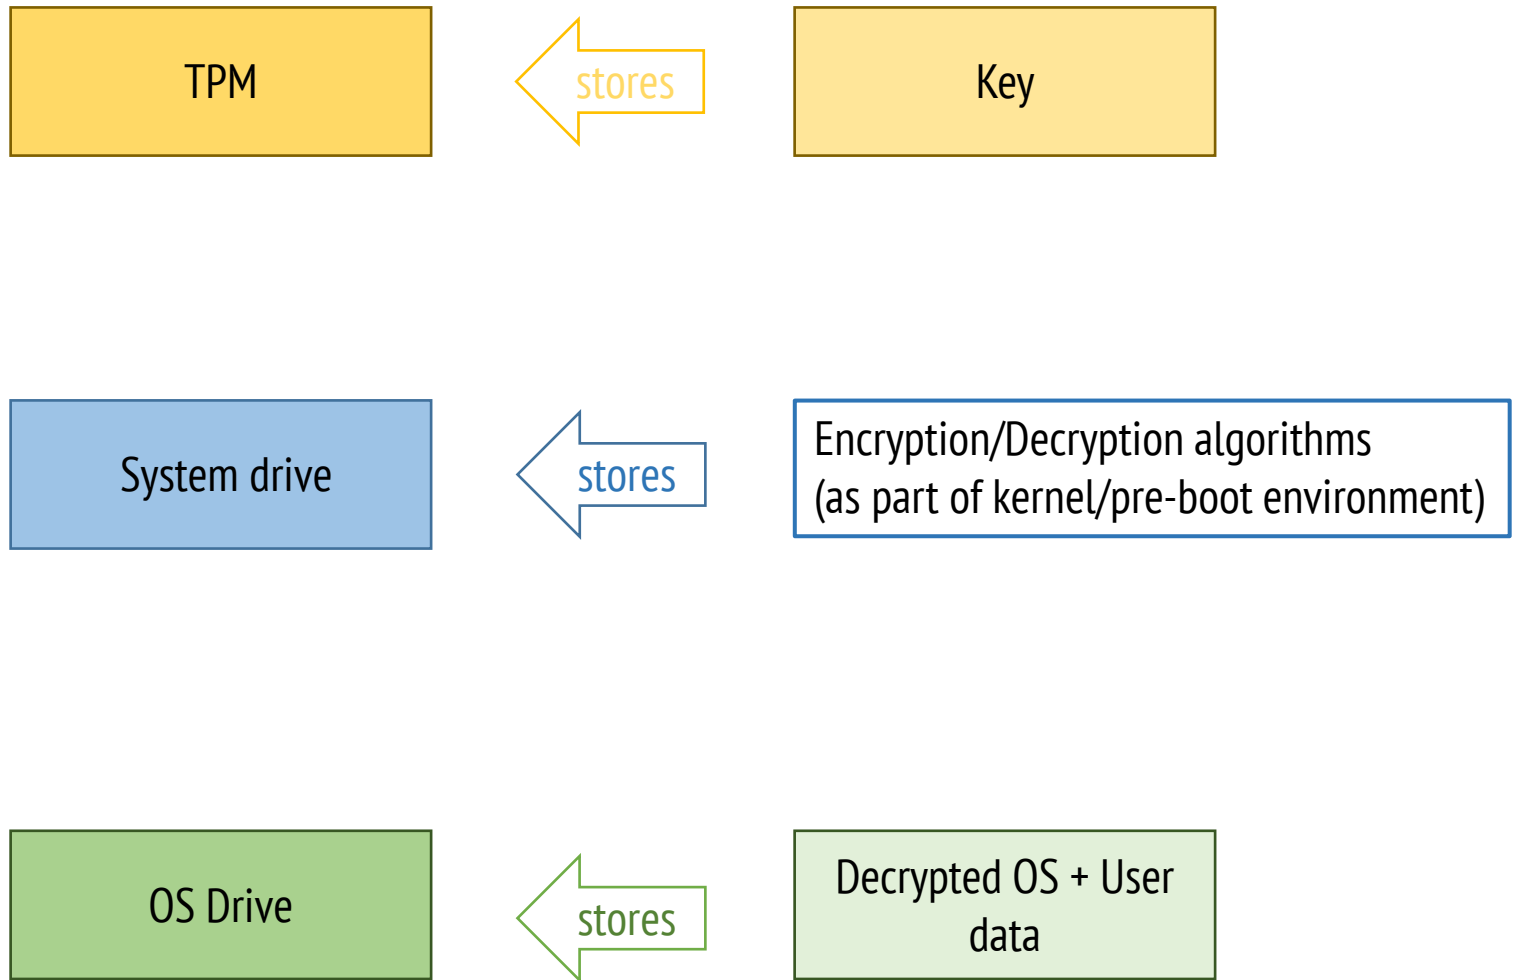 TPM
stores
Key
System drive
stores
Encryption/Decryption algorithms
(as part of kernel/pre-boot environment)
OS Drive
stores
Decrypted OS + User
data